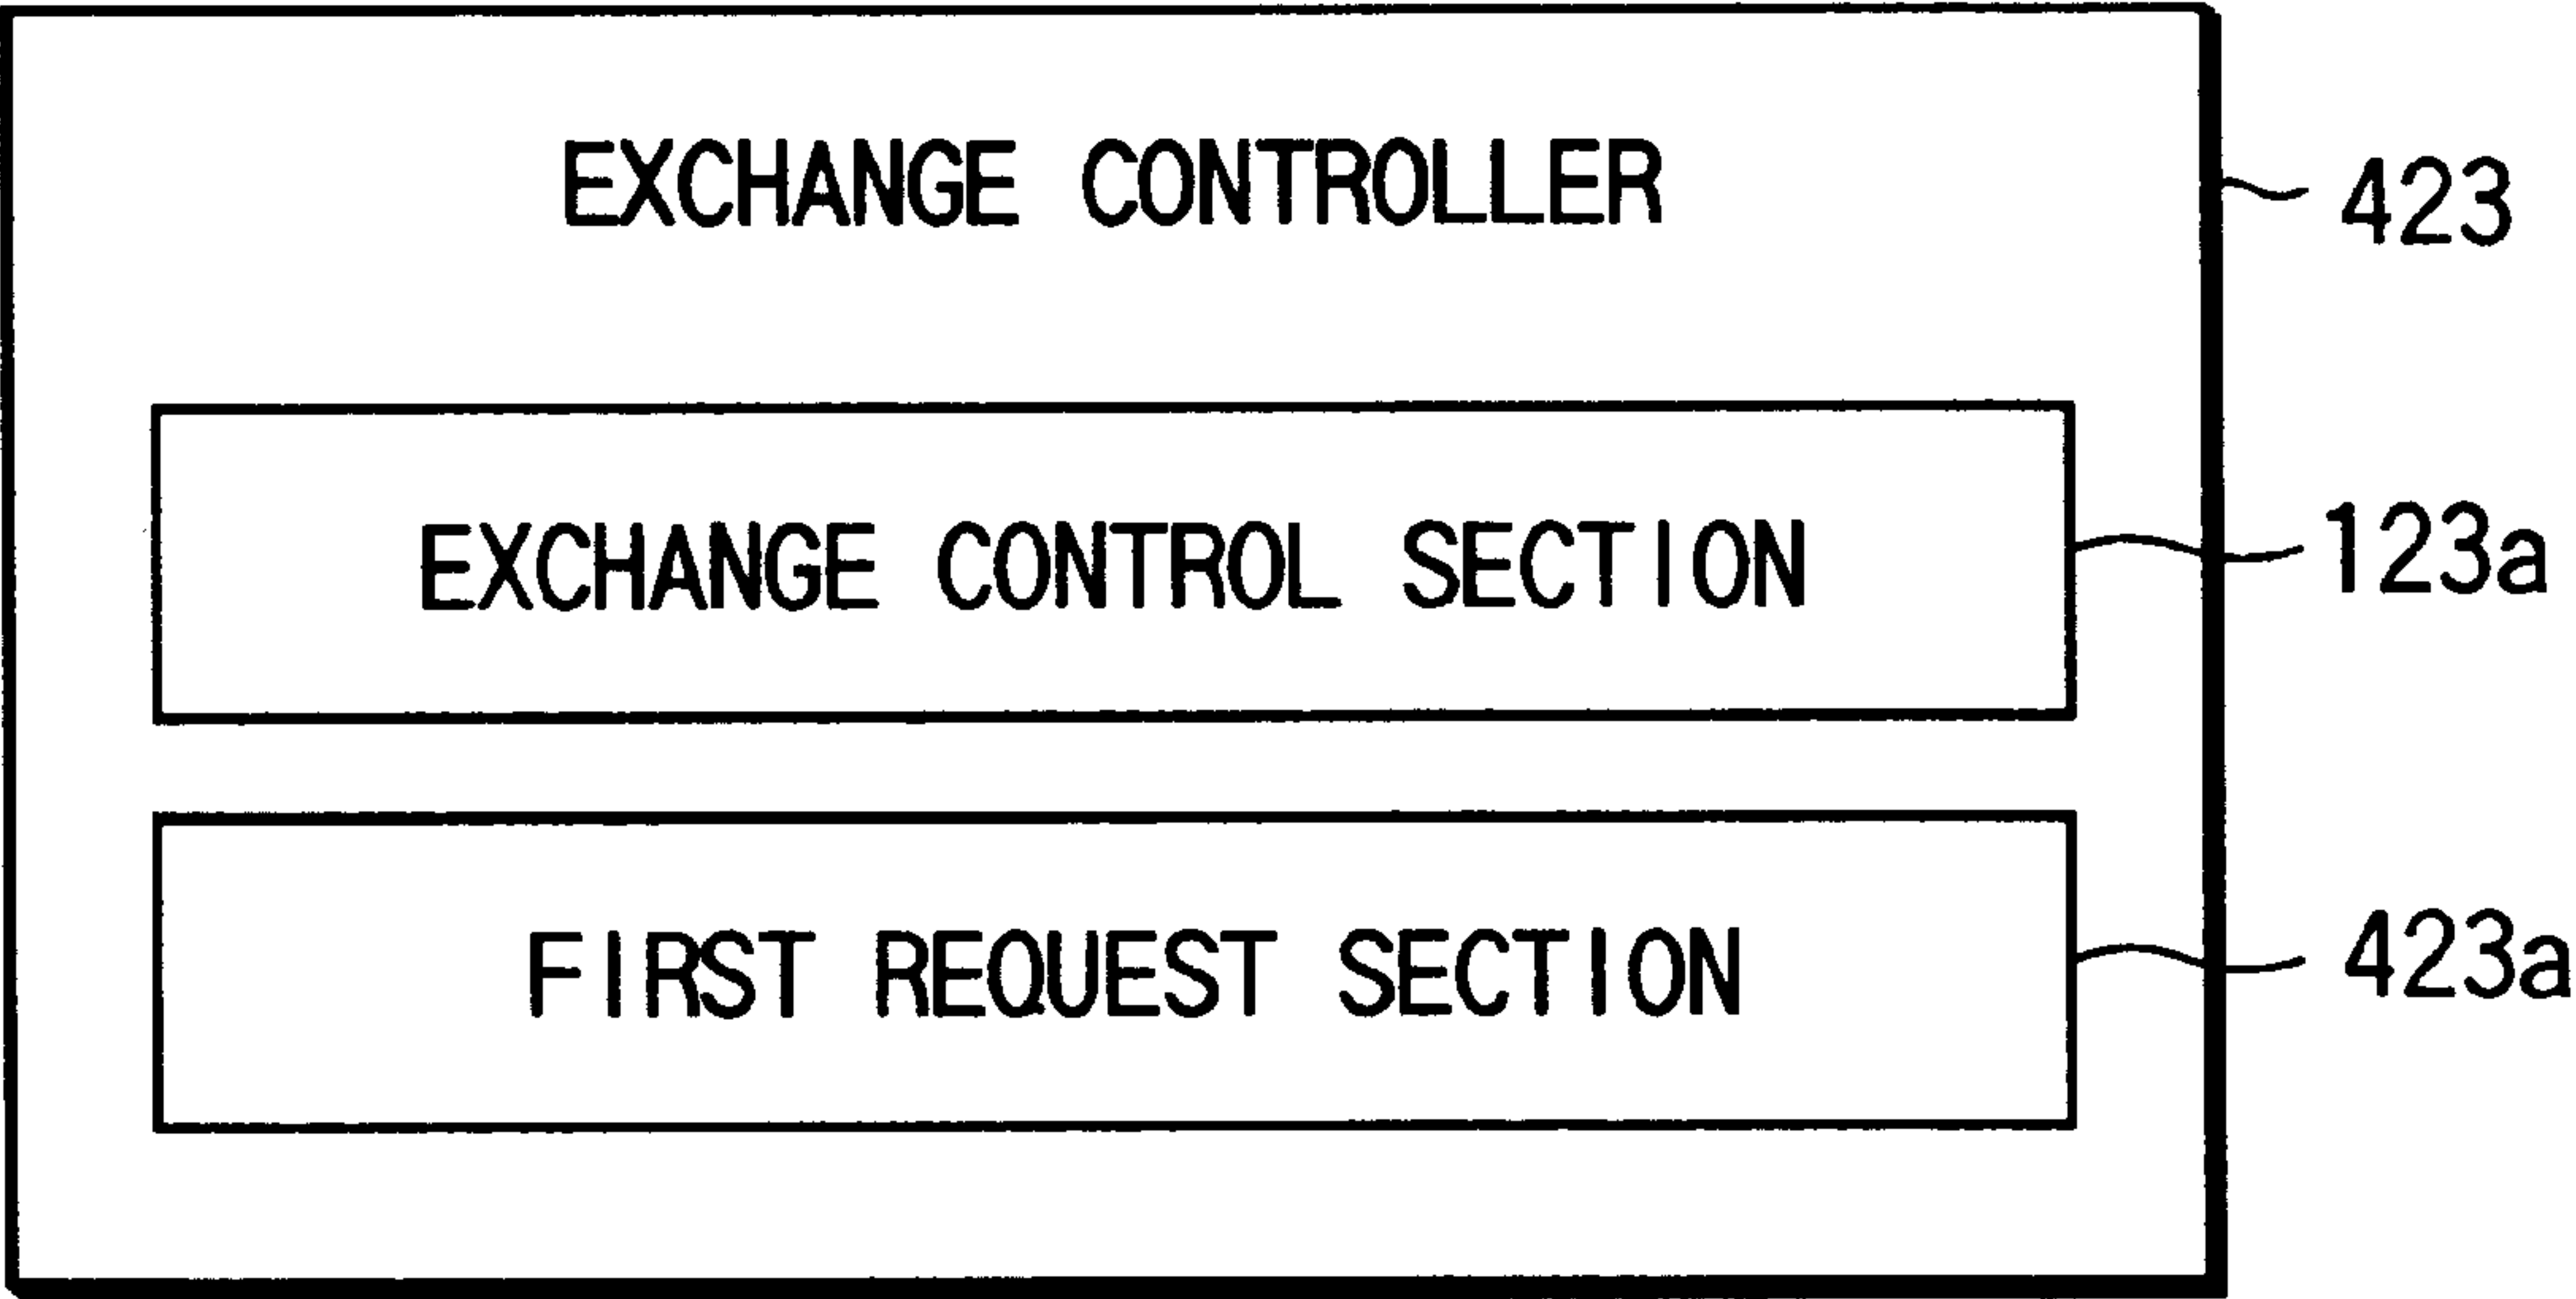 EXCHANGE CONTROLLER
423
EXCHANGE CONTROL SECTION
123a
FIRST REQUEST SECTION
423a